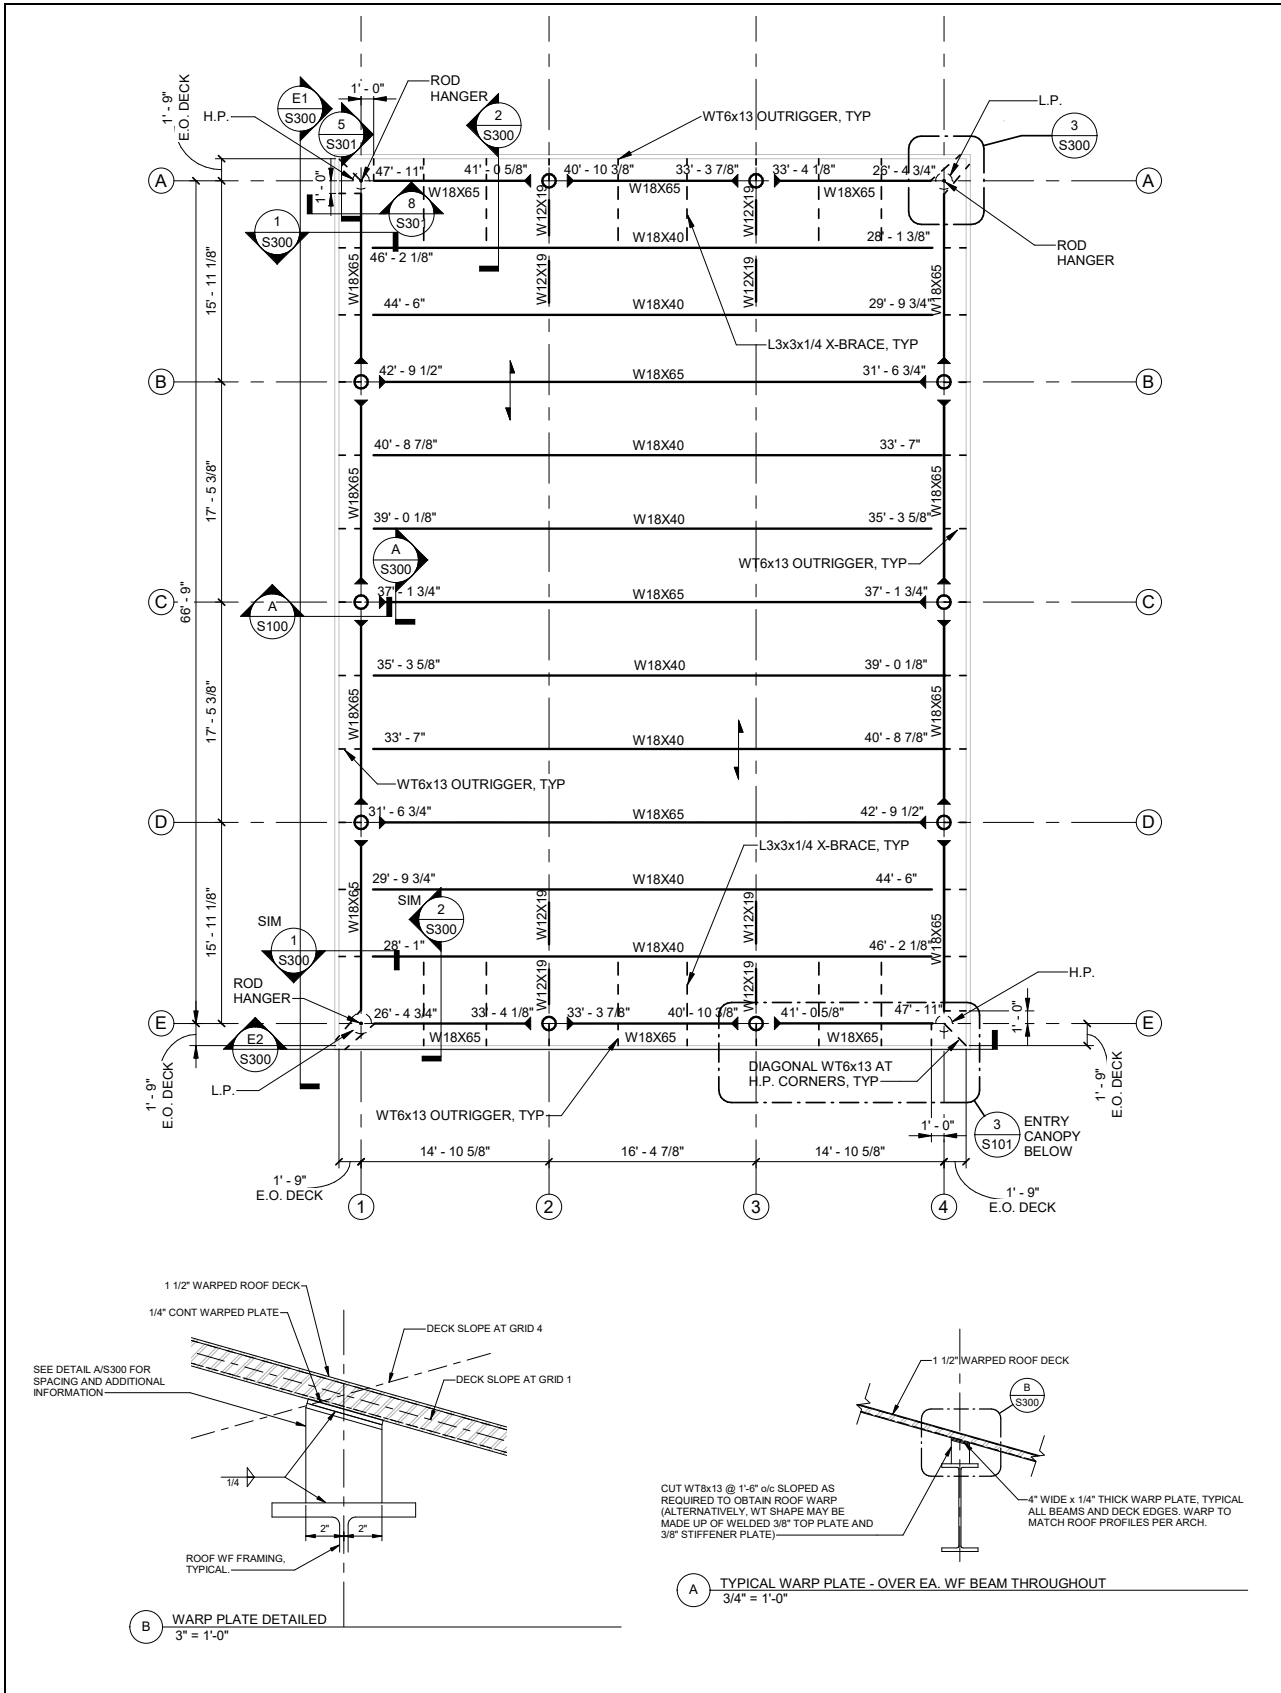 1' - 0"
ROD
HANGER
1' - 9"
E.O. DECK
E1
S300
H.P.
5
S301
2
S300
WT6x13 OUTRIGGER, TYP
L.P.
3
S300
A
47' - 11"
41' - 0 5/8"
40' - 10 3/8"
33' - 3 7/8"
33' - 4 1/8"
26' - 4 3/4"
A
1' - 0"
W18X65
W18X65
W18X65
8
S301
W12X19
W12X19
1
S300
W18X40
28' - 1 3/8"
ROD
HANGER
46' - 2 1/8"
15' - 11 1/8"
W18X65
W12X19
W12X19
W18X65
44' - 6"
W18X40
29' - 9 3/4"
L3x3x1/4 X-BRACE, TYP
B
42' - 9 1/2"
W18X65
31' - 6 3/4"
B
40' - 8 7/8"
W18X40
33' - 7"
17' - 5 3/8"
W18X65
W18X65
39' - 0 1/8"
W18X40
35' - 3 5/8"
A
S300
WT6x13 OUTRIGGER, TYP
66' - 9"
C
37' - 1 3/4"
W18X65
37' - 1 3/4"
C
A
S100
35' - 3 5/8"
W18X40
39' - 0 1/8"
17' - 5 3/8"
W18X65
W18X65
33' - 7"
W18X40
40' - 8 7/8"
WT6x13 OUTRIGGER, TYP
D
31' - 6 3/4"
W18X65
42' - 9 1/2"
D
L3x3x1/4 X-BRACE, TYP
29' - 9 3/4"
W18X40
44' - 6"
15' - 11 1/8"
W18X65
SIM
2
S300
W12X19
W12X19
W18X65
SIM
1
S300
28' - 1"
W18X40
46' - 2 1/8"
ROD
HANGER
W12X19
W12X19
H.P.
E
26' - 4 3/4"
33' - 4 1/8"
33' - 3 7/8"
40' - 10 3/8"
41' - 0 5/8"
47' - 11"
1' - 0"
E
E2
S300
W18X65
W18X65
W18X65
1' - 9"
E.O. DECK
L.P.
DIAGONAL WT6x13 AT
H.P. CORNERS, TYP
1' - 9"
E.O. DECK
WT6x13 OUTRIGGER, TYP
1' - 0"
3
S101
ENTRY
CANOPY
BELOW
14' - 10 5/8"
16' - 4 7/8"
14' - 10 5/8"
1' - 9"
E.O. DECK
1' - 9"
E.O. DECK
1
2
3
4
1 1/2" WARPED ROOF DECK
1/4" CONT WARPED PLATE
DECK SLOPE AT GRID 4
SEE DETAIL A/S300 FOR
SPACING AND ADDITIONAL
INFORMATION
DECK SLOPE AT GRID 1
1/4
2"
2"
ROOF WF FRAMING,
TYPICAL.
B
WARP PLATE DETAILED
3" = 1'-0"
1 1/2" WARPED ROOF DECK
B
S300
CUT WT8x13 @ 1'-6" o/c SLOPED AS
REQUIRED TO OBTAIN ROOF WARP
(ALTERNATIVELY, WT SHAPE MAY BE
MADE UP OF WELDED 3/8" TOP PLATE AND
3/8" STIFFENER PLATE)
4" WIDE x 1/4" THICK WARP PLATE, TYPICAL
ALL BEAMS AND DECK EDGES. WARP TO
MATCH ROOF PROFILES PER ARCH.
A
TYPICAL WARP PLATE - OVER EA. WF BEAM THROUGHOUT
3/4" = 1'-0"